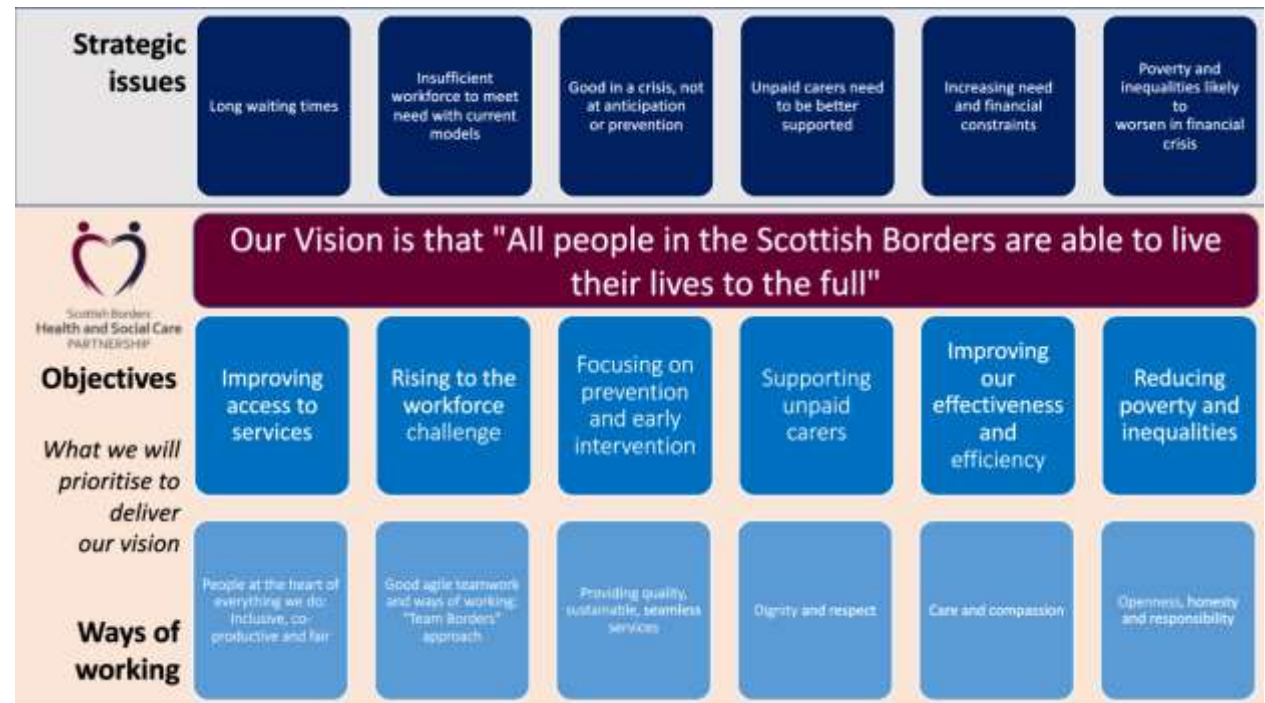 Strategic
issues
Long waiting times
Insufficient
workforce to meet
need with current
models
Good in a crisis, not
at anticipation
or prevention
Unpaid carers need
to be better
supported
Increasing need
and financial
constraints
Poverty and
inequalities likely
to
worsen in financial
crisis
Scottish Borders
Health and Social Care
PARTNERSHIP
Our Vision is that "All people in the Scottish Borders are able to live
their lives to the full"
Objectives
What we will
prioritise to
deliver
our vision
Improving
access to
services
Rising to the
workforce
challenge
Focusing on
prevention
and early
intervention
Supporting
unpaid
carers
Improving
our
effectiveness
and
efficiency
Reducing
poverty and
inequalities
Ways of
working
People at the heart of
everything we do:
Inclusive, co-
productive and fair
Good agile teamwork
and ways of working:
"Team Borders"
approach
Providing quality,
sustainable, seamless
services
Dignity and respect
Care and compassion
Openness, honesty
and responsibility